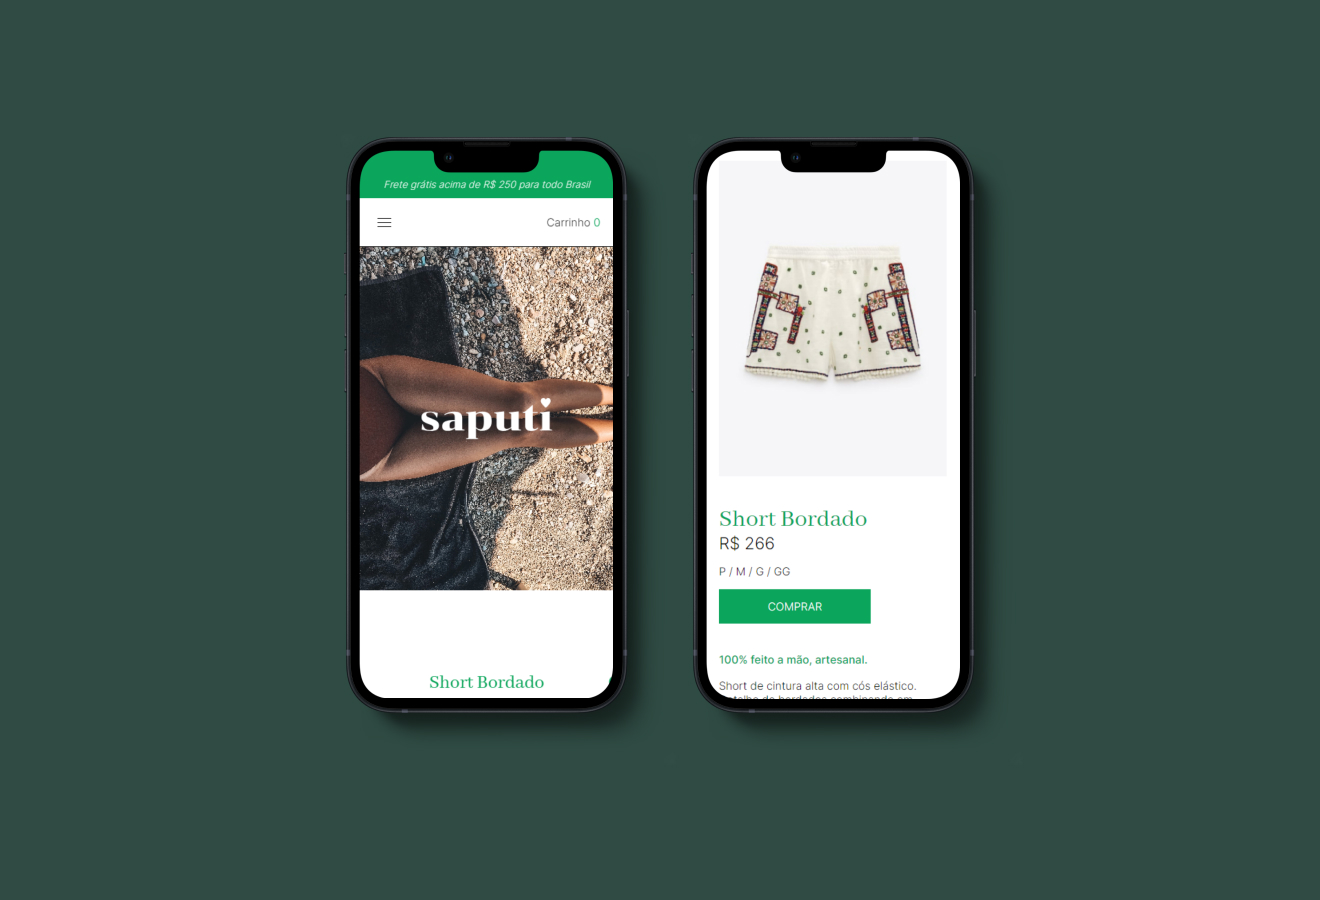 Frete grátis acima de R$ 250 para todo Brasil
Carrinho 0
saputi
Short Bordado
Short Bordado
R$ 266
P / M / G / GG
COMPRAR
100% feito a mão, artesanal.
Short de cintura alta com cós elástico.